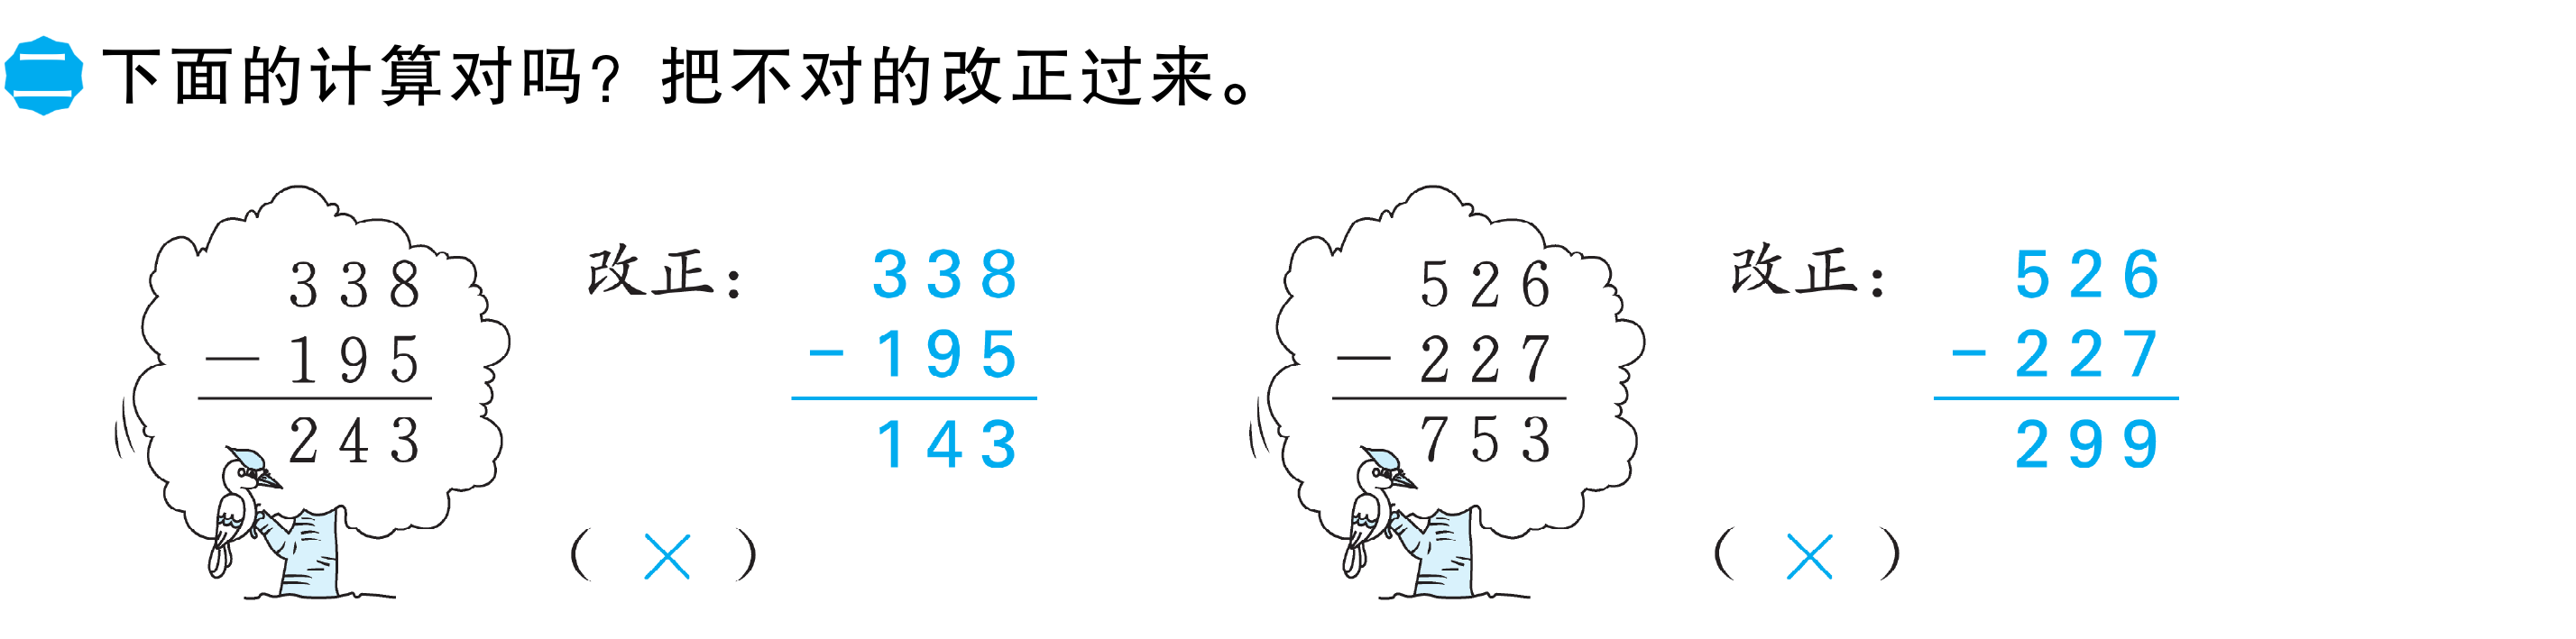 二 下面的计算对吗？把不对的改正过来。
338
－195
243
改正：
338
－195
143
（ × ）
526
－227
753
改正：
526
－227
299
（ × ）